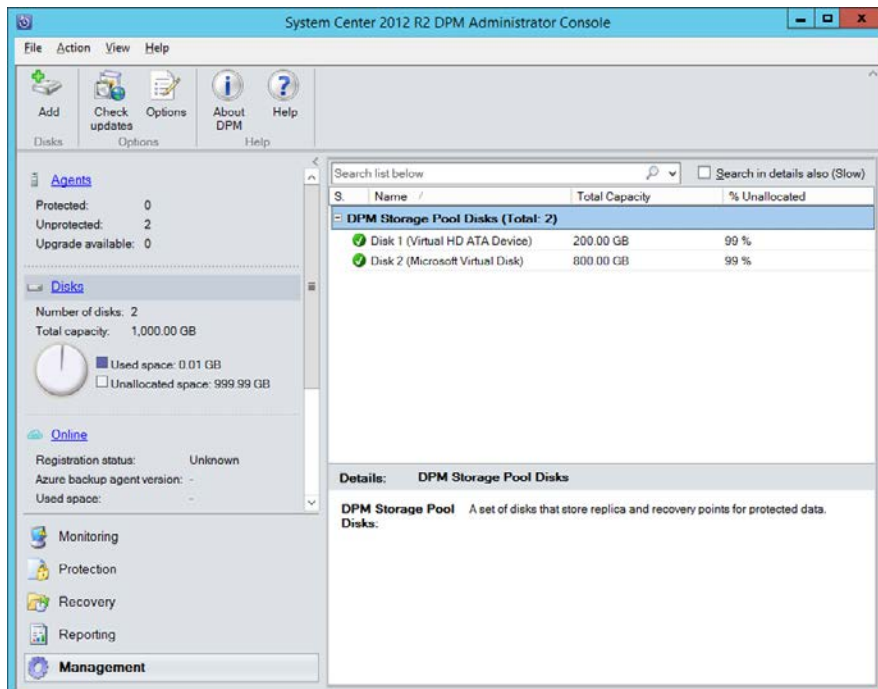 System Center 2012 R2 DPM Administrator Console
File Action View Help
Add
Check updates
Options
About DPM
Help
Disks
Options
Help
Agents
Protected: 0
Unprotected: 2
Upgrade available: 0
Disks
Number of disks: 2
Total capacity: 1,000.00 GB
Used space: 0.01 GB
Unallocated space: 999.99 GB
Online
Registration status: Unknown
Azure backup agent version: -
Used space: -
Monitoring
Protection
Recovery
Reporting
Management
Search list below
Search in details also (Slow)
S. Name / Total Capacity % Unallocated
DPM Storage Pool Disks (Total: 2)
Disk 1 (Virtual HD ATA Device) 200.00 GB 99 %
Disk 2 (Microsoft Virtual Disk) 800.00 GB 99 %
Details: DPM Storage Pool Disks
DPM Storage Pool Disks: A set of disks that store replica and recovery points for protected data.